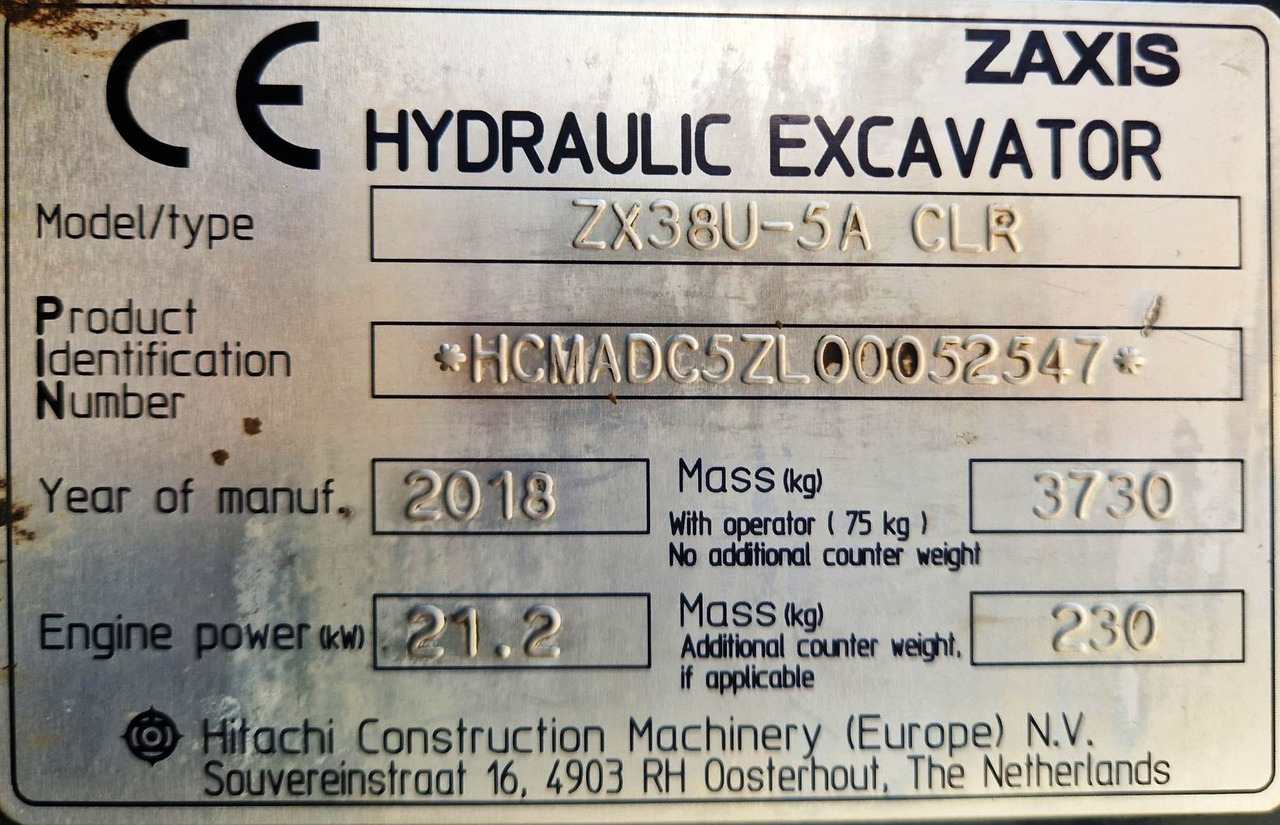 CE
ZAXIS
HYDRAULIC EXCAVATOR
Model/type ZX38U-5A CLR
Product
Identification
Number
*HCMADC5ZL00052547*
Year of manuf. 2018
Mass (kg) 3730
With operator ( 75 kg )
No additional counter weight
Engine power (kW) 21.2
Mass (kg) 230
Additional counter weight,
if applicable
Hitachi Construction Machinery (Europe) N.V.
Souvereinstraat 16, 4903 RH Oosterhout, The Netherlands